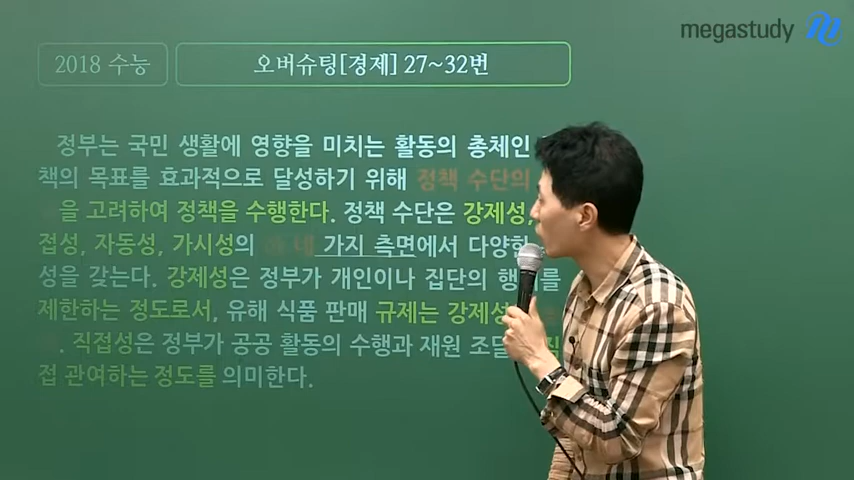 megastudy
2018 수능
오버슈팅[경제] 27~32번
정부는 국민 생활에 영향을 미치는 활동의 총체인
책의 목표를 효과적으로 달성하기 위해 정책 수단의
을 고려하여 정책을 수행한다. 정책 수단은 강제성,
접성, 자동성, 가시성의 네 가지 측면에서 다양한
성을 갖는다. 강제성은 정부가 개인이나 집단의 행위를
제한하는 정도로서, 유해 식품 판매 규제는 강제성
. 직접성은 정부가 공공 활동의 수행과 재원 조달
접 관여하는 정도를 의미한다.